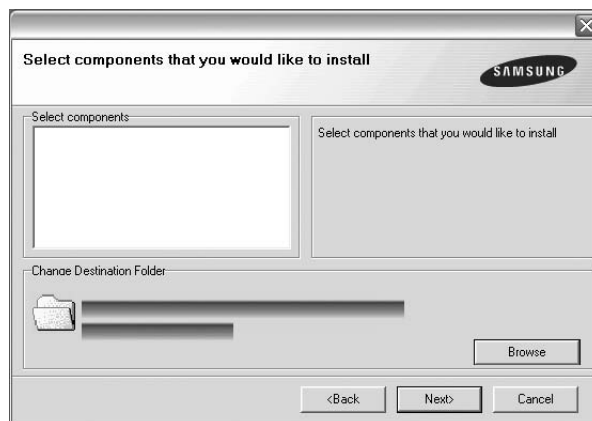 Select components that you would like to install
SAMSUNG
Select components
Select components that you would like to install
Change Destination Folder
Browse
<Back
Next>
Cancel